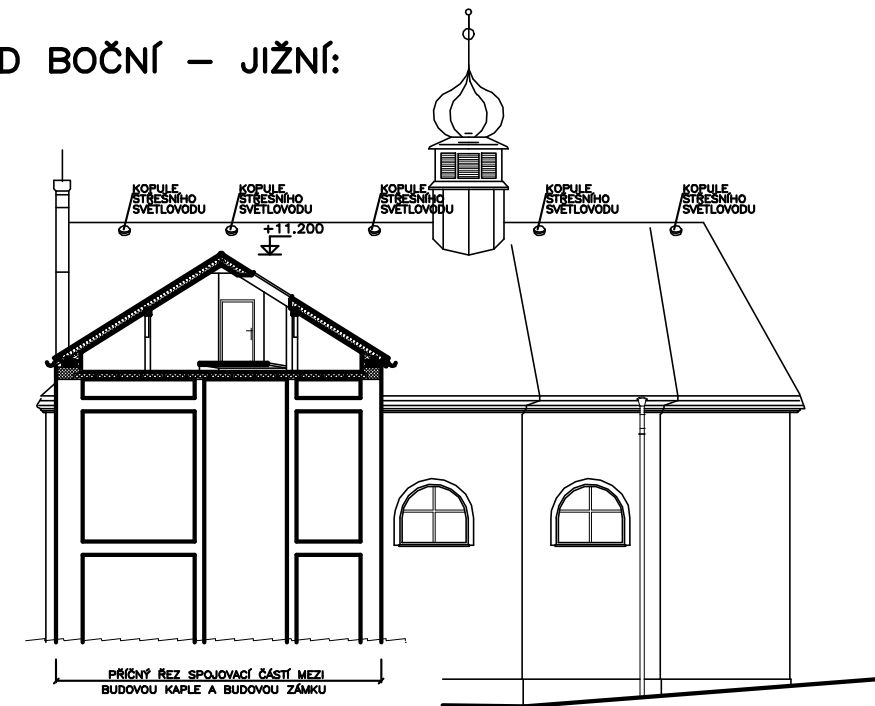 D BOČNÍ – JIŽNÍ:
KOPULE
STŘEŠNÍHO
SVĚTLOVODU
KOPULE
STŘEŠNÍHO
SVĚTLOVODU
KOPULE
STŘEŠNÍHO
SVĚTLOVODU
KOPULE
STŘEŠNÍHO
SVĚTLOVODU
KOPULE
STŘEŠNÍHO
SVĚTLOVODU
+11.200
PŘÍČNÝ ŘEZ SPOJOVACÍ ČÁSTÍ MEZI
BUDOVOU KAPLE A BUDOVOU ZÁMKU